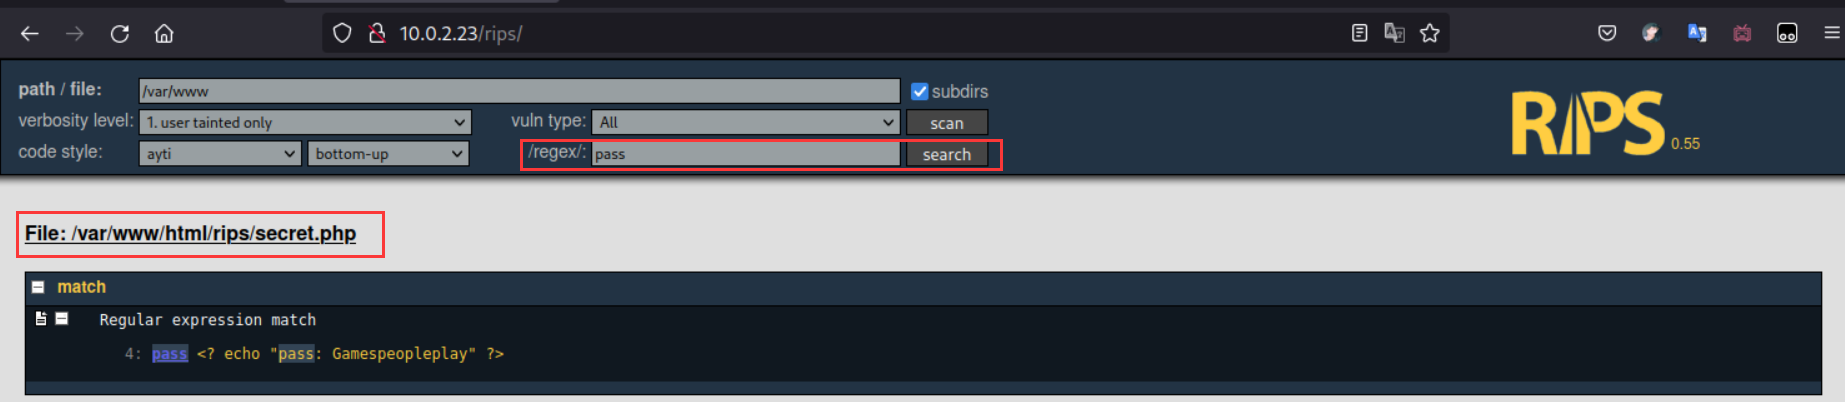 10.0.2.23/rips/
path / file: /var/www subdirs
verbosity level: 1. user tainted only vuln type: All scan
code style: ayti bottom-up /regex/: pass search
RIPS 0.55
File: /var/www/html/rips/secret.php
match
Regular expression match
4: pass <? echo "pass: Gamespeopleplay" ?>